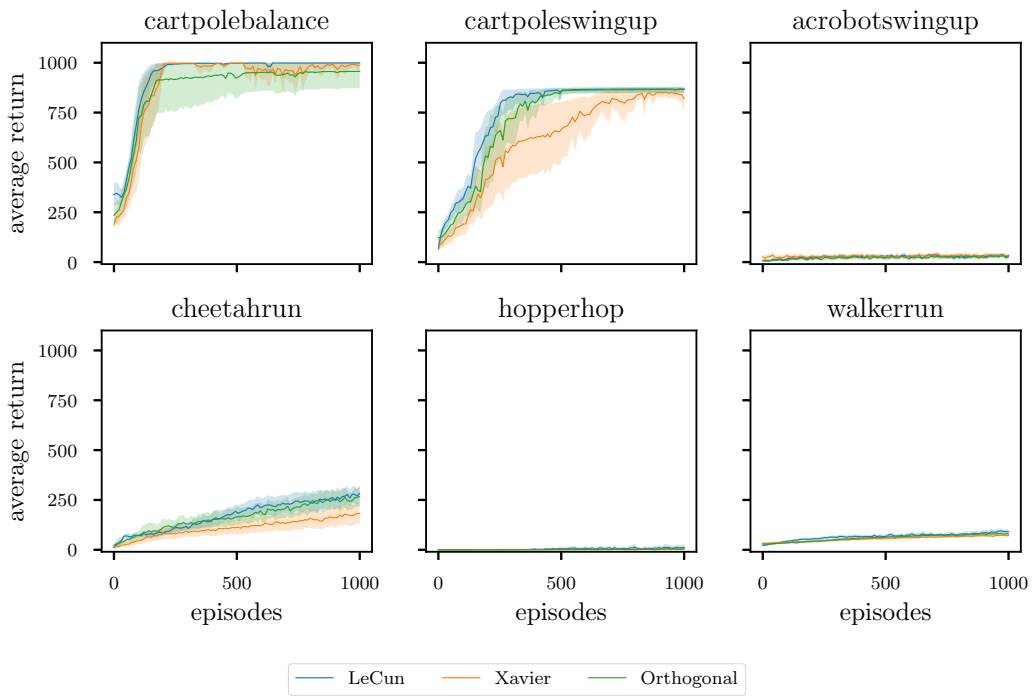 cartpolebalance cartpoleswingup acrobotswingup
1000
750
500
250
0
average return
cheetahrun hopperhop walkerrun
1000
750
500
250
0
average return
0 500 1000 0 500 1000 0 500 1000
episodes episodes episodes
LeCun Xavier Orthogonal